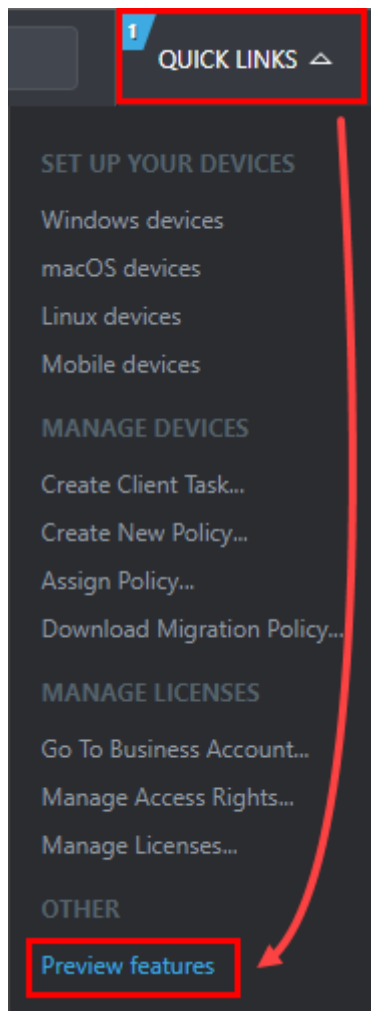 1
QUICK LINKS
SET UP YOUR DEVICES
Windows devices
macOS devices
Linux devices
Mobile devices
MANAGE DEVICES
Create Client Task...
Create New Policy...
Assign Policy...
Download Migration Policy...
MANAGE LICENSES
Go To Business Account...
Manage Access Rights...
Manage Licenses...
OTHER
Preview features